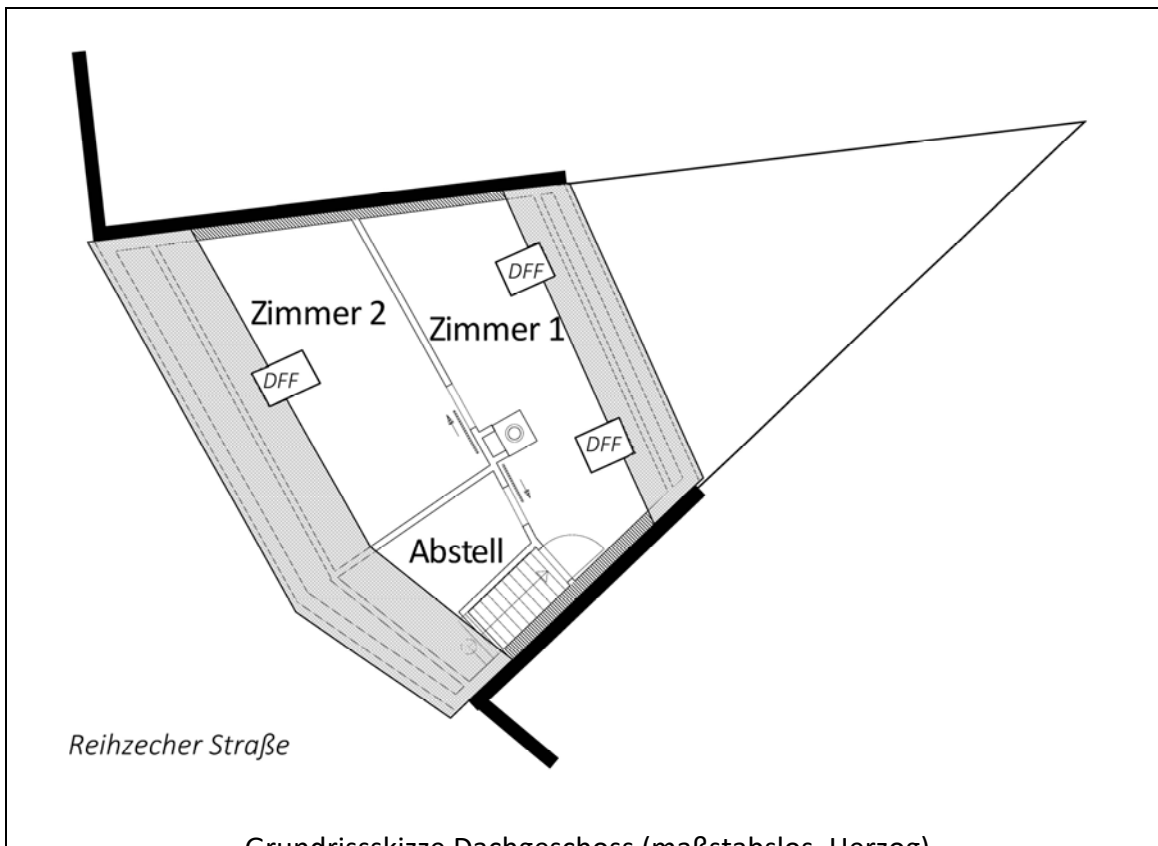 DFF
Zimmer 2
Zimmer 1
DFF
DFF
Abstell
Reihzecher Straße
Grundrissskizze Dachgeschoss (maßstabslos, Herzog)